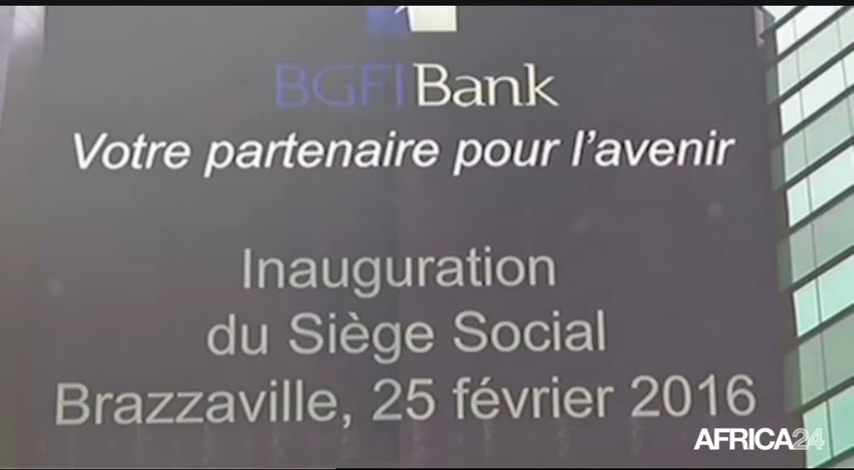 BGFIBank
Votre partenaire pour l'avenir
Inauguration
du Siège Social
Brazzaville, 25 février 2016
AFRICA24